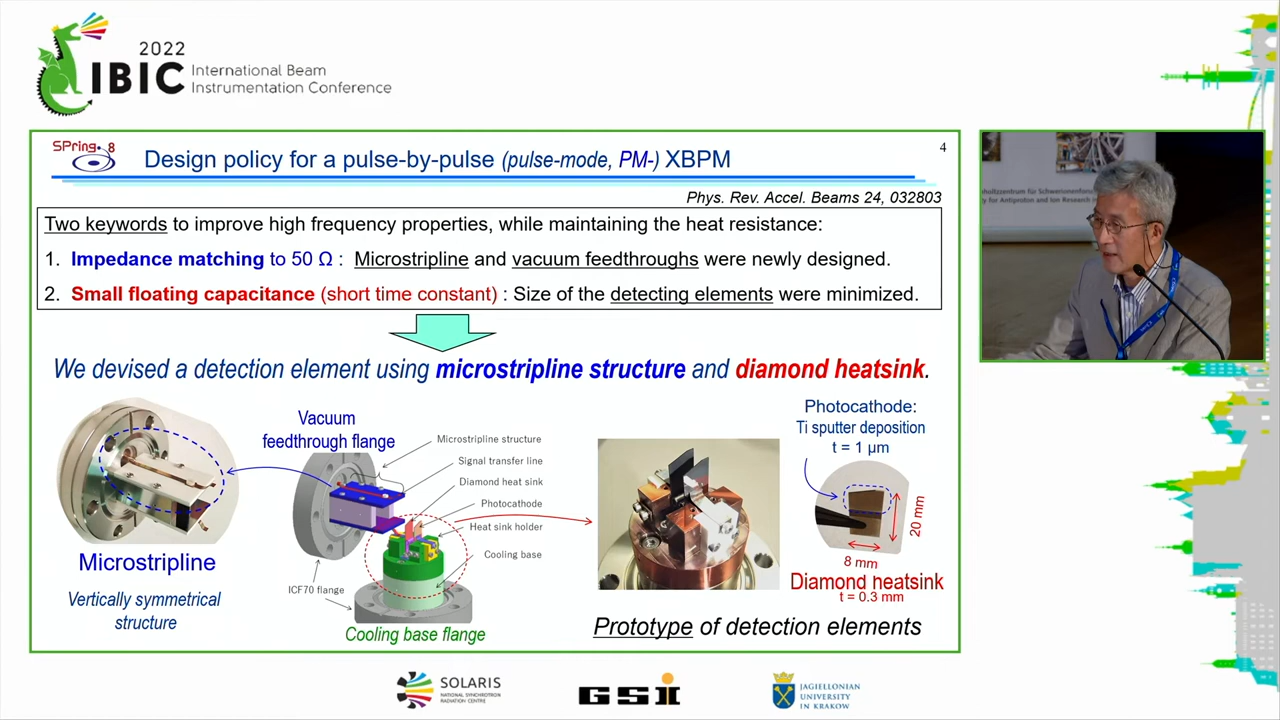 2022
IBIC
International Beam
Instrumentation Conference
SPring-8
Design policy for a pulse-by-pulse (pulse-mode, PM-) XBPM
4
Phys. Rev. Accel. Beams 24, 032803
Two keywords to improve high frequency properties, while maintaining the heat resistance:
1. Impedance matching to 50 Ω : Microstripline and vacuum feedthroughs were newly designed.
2. Small floating capacitance (short time constant) : Size of the detecting elements were minimized.
We devised a detection element using microstripline structure and diamond heatsink.
Vacuum
feedthrough flange
Microstripline structure
Signal transfer line
Diamond heat sink
Photocathode
Heat sink holder
Cooling base
ICF70 flange
Cooling base flange
Microstripline
Vertically symmetrical
structure
Photocathode:
Ti sputter deposition
t = 1 μm
20 mm
8 mm
Diamond heatsink
t = 0.3 mm
Prototype of detection elements
SOLARIS
NATIONAL SYNCHROTRON
RADIATION CENTRE
GSI
JAGIELLONIAN
UNIVERSITY
IN KRAKÓW